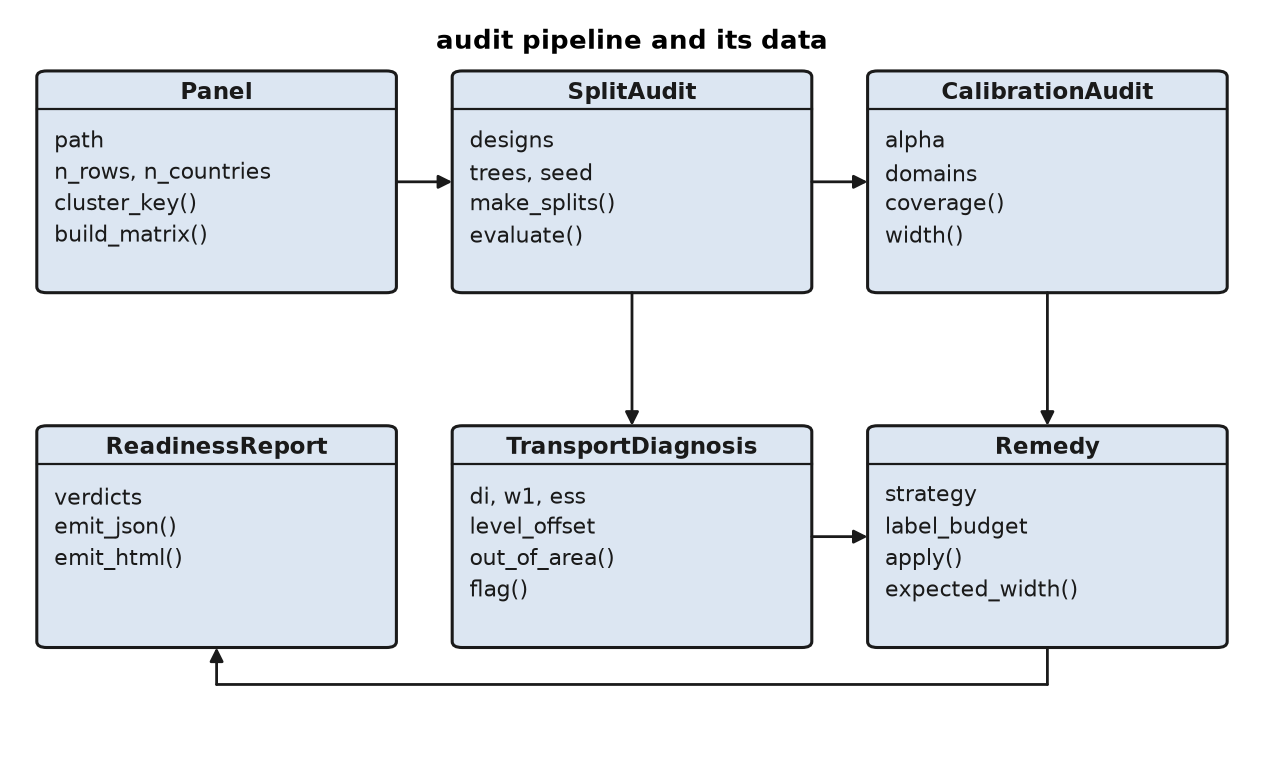 audit pipeline and its data
Panel
path
n_rows, n_countries
cluster_key()
build_matrix()
SplitAudit
designs
trees, seed
make_splits()
evaluate()
CalibrationAudit
alpha
domains
coverage()
width()
ReadinessReport
verdicts
emit_json()
emit_html()
TransportDiagnosis
di, w1, ess
level_offset
out_of_area()
flag()
Remedy
strategy
label_budget
apply()
expected_width()